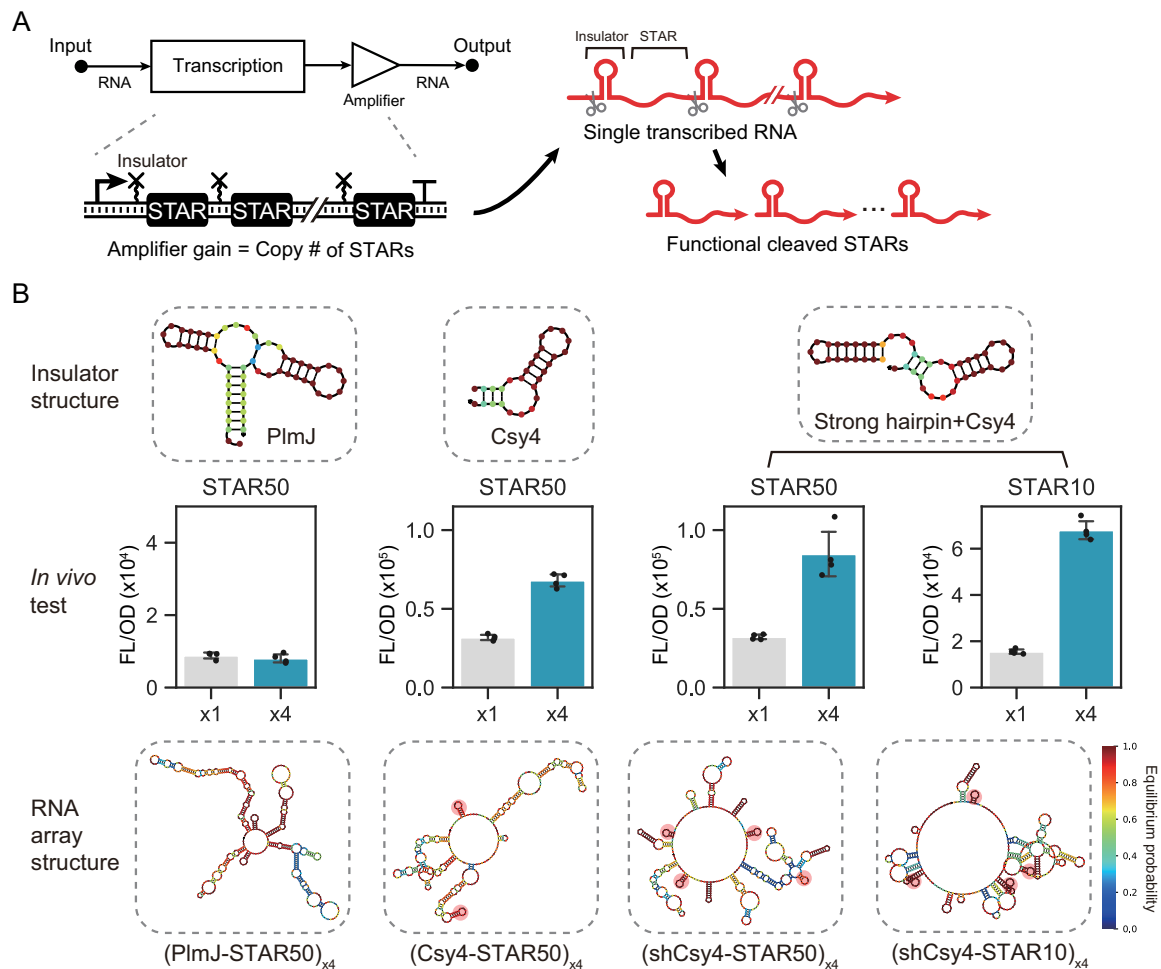 A
Input
Output
RNA
Transcription
RNA
Amplifier
Insulator
STAR
STAR
STAR
Amplifier gain = Copy # of STARs
Insulator
STAR
Single transcribed RNA
...
Functional cleaved STARs
B
Insulator
structure
PlmJ
Csy4
Strong hairpin+Csy4
STAR50
STAR50
STAR50
STAR10
In vivo
test
FL/OD (x10⁴)
4
2
0
x1
x4
FL/OD (x10⁵)
1.0
0.5
0.0
x1
x4
FL/OD (x10⁵)
1.0
0.5
0.0
x1
x4
FL/OD (x10⁴)
6
4
2
0
x1
x4
RNA
array
structure
(PlmJ-STAR50)x4
(Csy4-STAR50)x4
(shCsy4-STAR50)x4
(shCsy4-STAR10)x4
1.0
0.8
0.6
0.4
0.2
0.0
Equilibrium probability